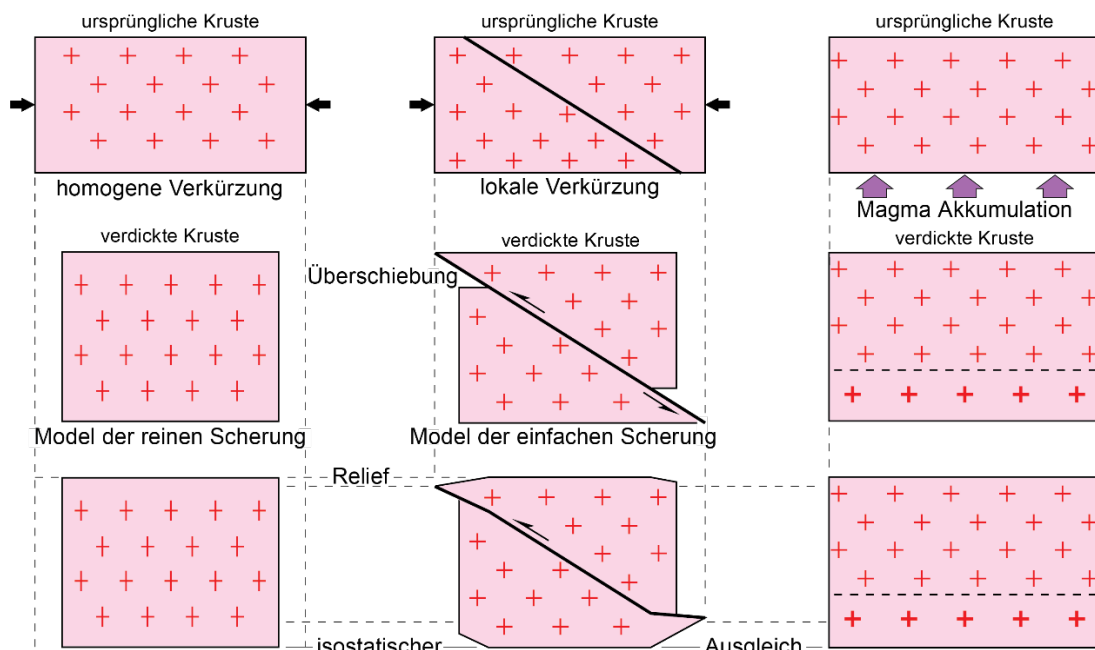 ursprüngliche Kruste
ursprüngliche Kruste
ursprüngliche Kruste
homogene Verkürzung
lokale Verkürzung
Magma Akkumulation
verdickte Kruste
verdickte Kruste
verdickte Kruste
Überschiebung
Model der reinen Scherung
Model der einfachen Scherung
Relief
isostatischer
Ausgleich